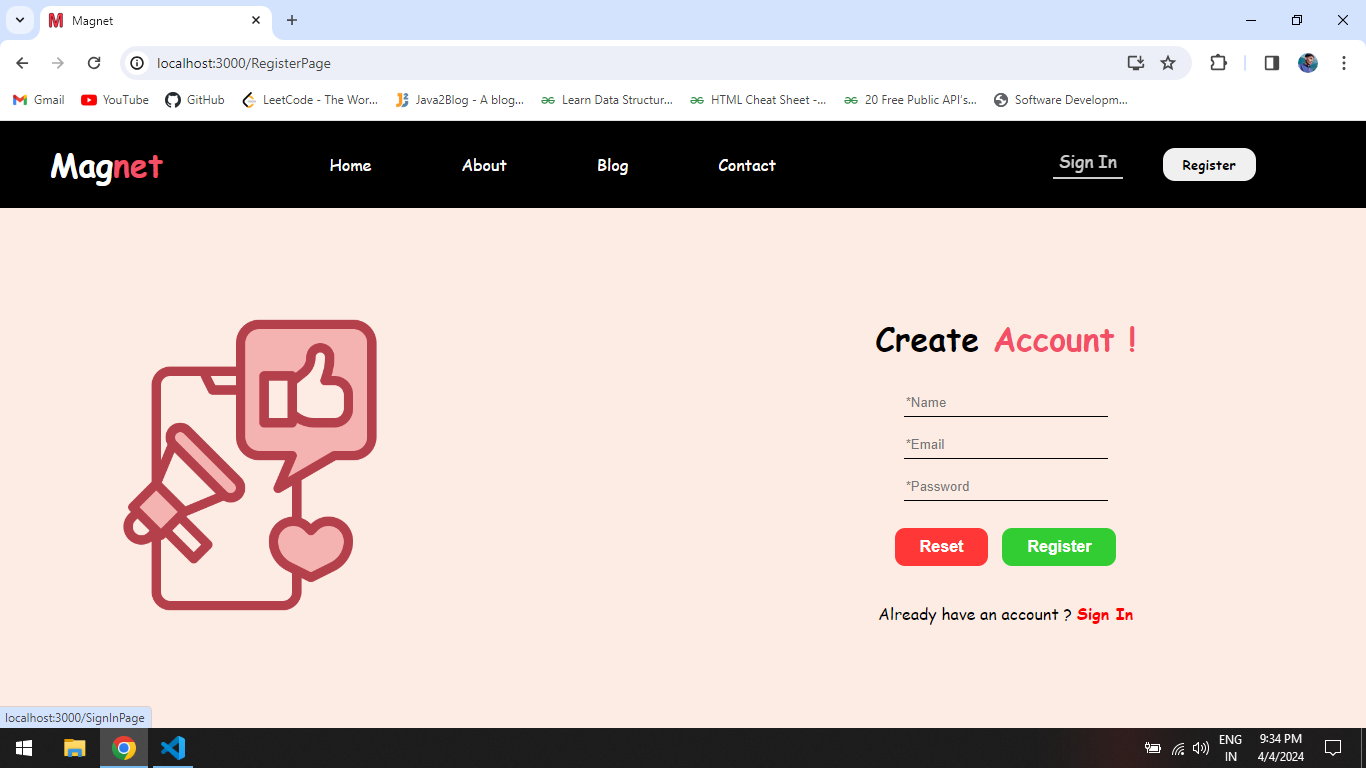 Magnet
localhost:3000/RegisterPage
Gmail YouTube GitHub LeetCode - The Wor... Java2Blog - A blog... Learn Data Structur... HTML Cheat Sheet -... 20 Free Public API's... Software Developm...
Magnet Home About Blog Contact Sign In Register
Create Account !
*Name
*Email
*Password
Reset Register
Already have an account ? Sign In
localhost:3000/SignInPage
ENG 9:34 PM
IN 4/4/2024